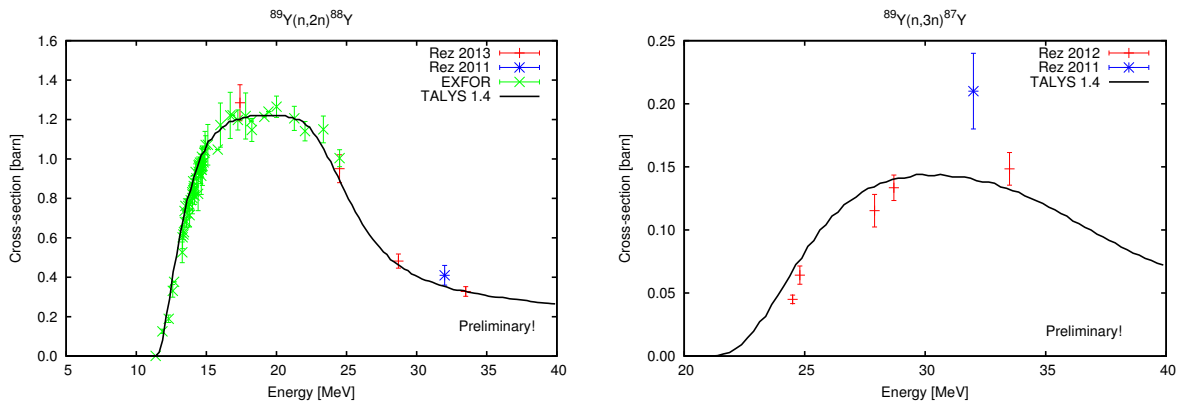 ⁸⁹Y(n,2n)⁸⁸Y
Rez 2013
Rez 2011
EXFOR
TALYS 1.4
Cross-section [barn]
1.6
1.4
1.2
1.0
0.8
0.6
0.4
0.2
0.0
Preliminary!
5 10 15 20 25 30 35 40
Energy [MeV]
⁸⁹Y(n,3n)⁸⁷Y
Rez 2012
Rez 2011
TALYS 1.4
Cross-section [barn]
0.25
0.20
0.15
0.10
0.05
0.00
Preliminary!
20 25 30 35 40
Energy [MeV]